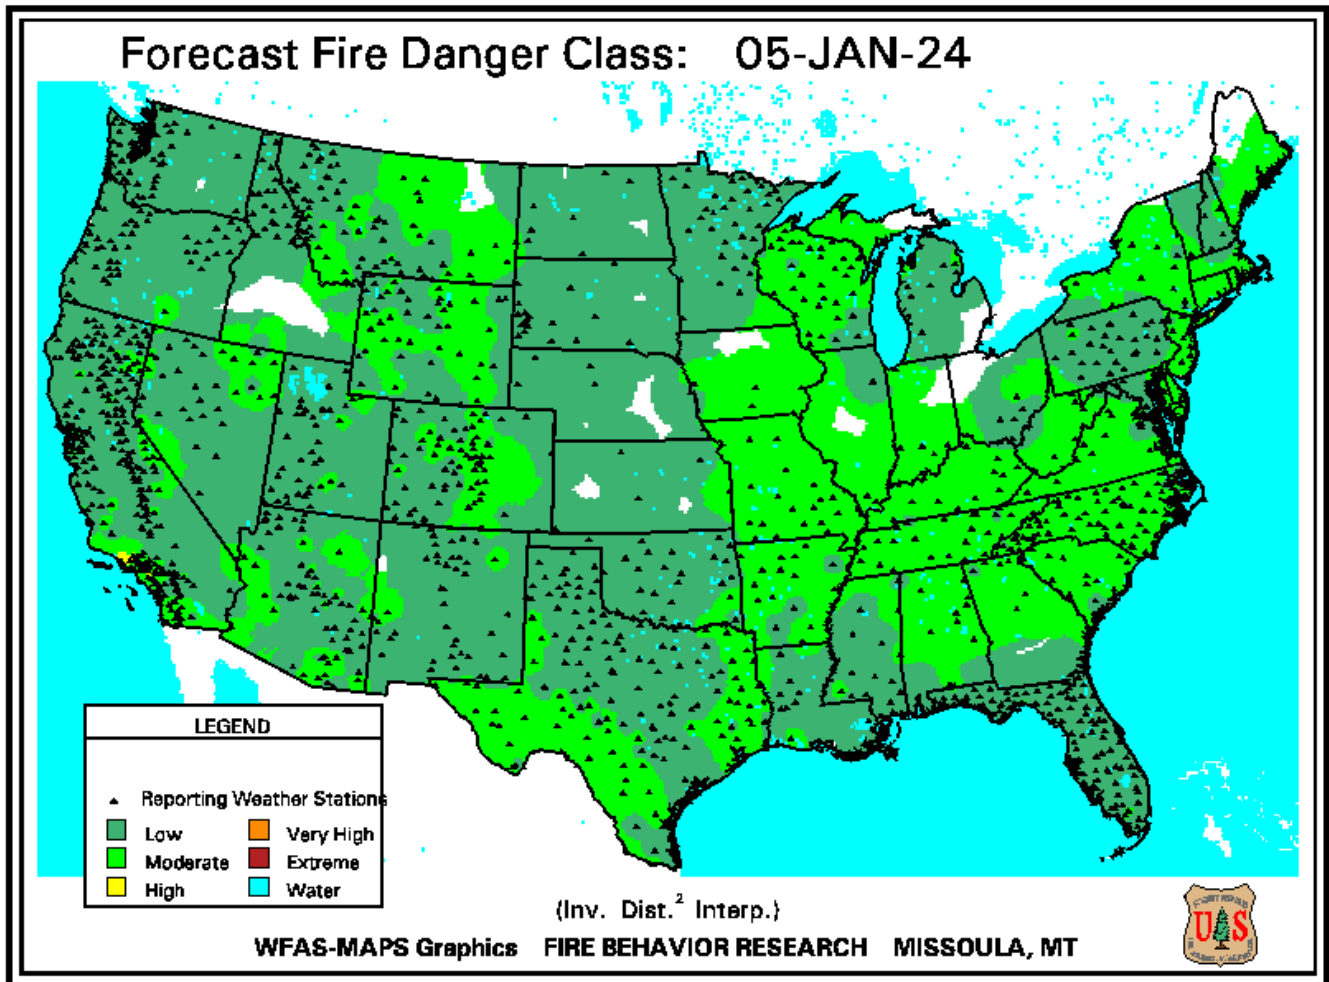 Forecast Fire Danger Class: 05-JAN-24
LEGEND
Reporting Weather Stations
Low
Very High
Moderate
Extreme
High
Water
(Inv. Dist.² Interp.)
WFAS-MAPS Graphics FIRE BEHAVIOR RESEARCH MISSOULA, MT
U S